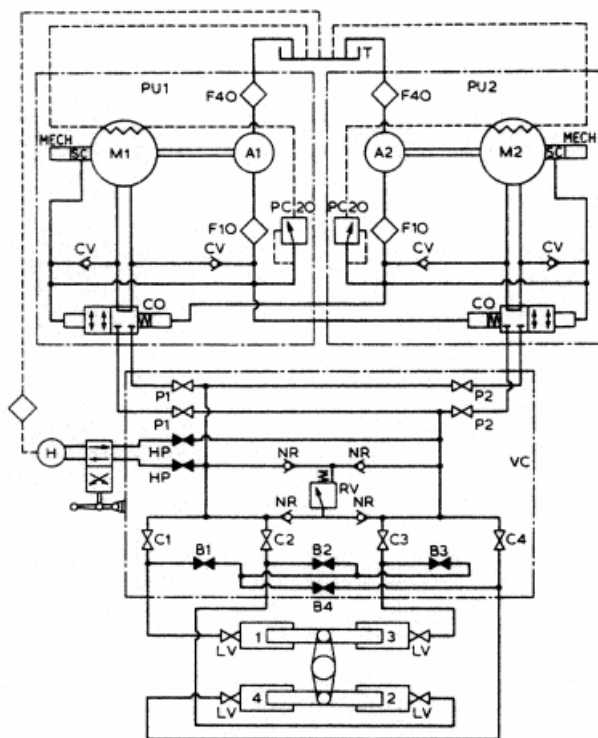 T
PU1
PU2
F40
F40
MECH
SC
M1
A1
A2
M2
SC
MECH
F10
PC20
PC20
F10
CV
CV
CV
CV
CO
CO
P1
P2
P1
P2
H
HP
HP
NR
NR
VC
RV
NR
NR
C1
C2
C3
C4
B1
B2
B3
B4
1
3
LV
LV
4
2
LV
LV